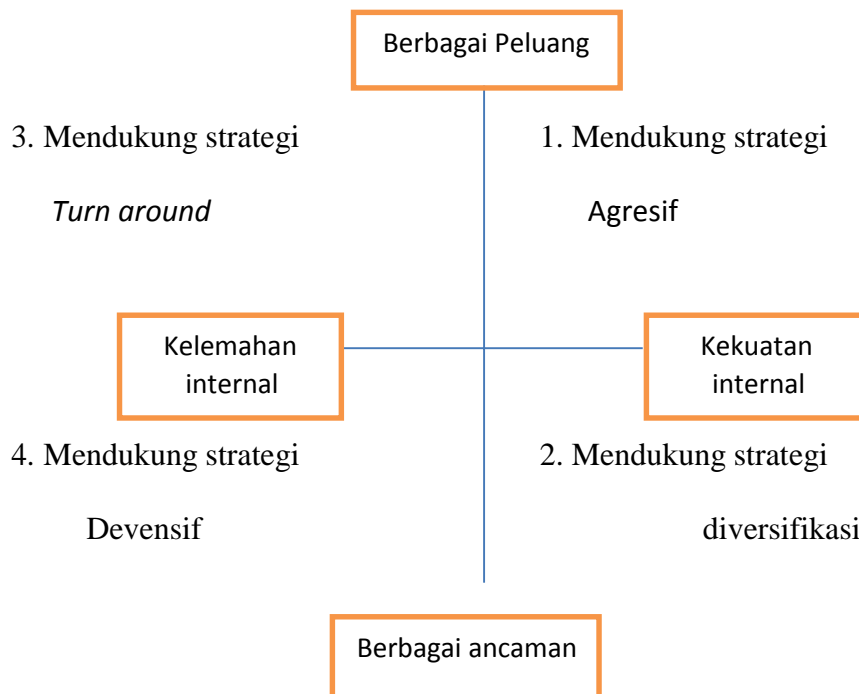 Berbagai Peluang
3. Mendukung strategi
1. Mendukung strategi
Turn around
Agresif
Kelemahan
internal
Kekuatan
internal
4. Mendukung strategi
2. Mendukung strategi
Devensif
diversifikasi
Berbagai ancaman